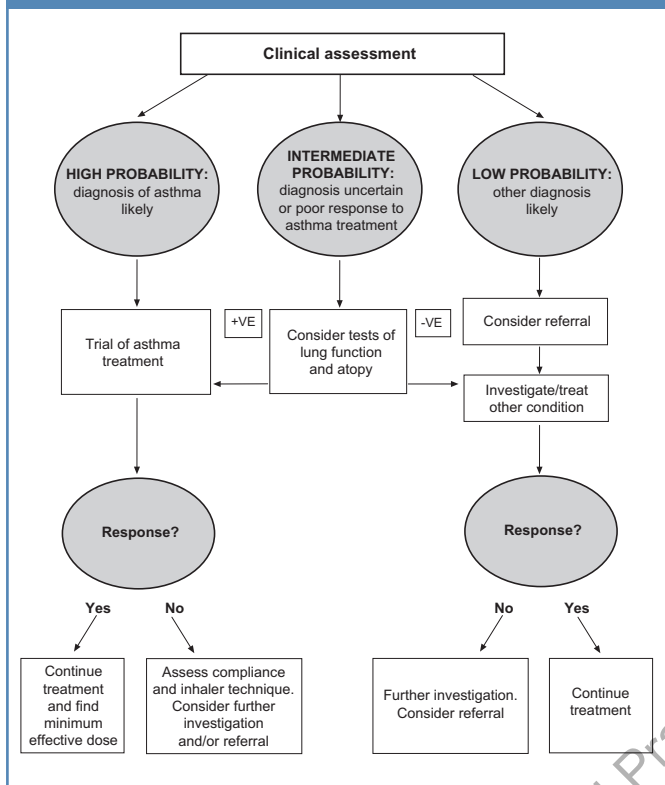 Clinical assessment
HIGH PROBABILITY:
diagnosis of asthma
likely
INTERMEDIATE
PROBABILITY:
diagnosis uncertain
or poor response to
asthma treatment
LOW PROBABILITY:
other diagnosis
likely
Trial of asthma
treatment
+VE
Consider tests of
lung function
and atopy
-VE
Consider referral
Investigate/treat
other condition
Response?
Response?
Yes
No
No
Yes
Continue
treatment
and find
minimum
effective dose
Assess compliance
and inhaler technique.
Consider further
investigation
and/or referral
Further investigation.
Consider referral
Continue
treatment